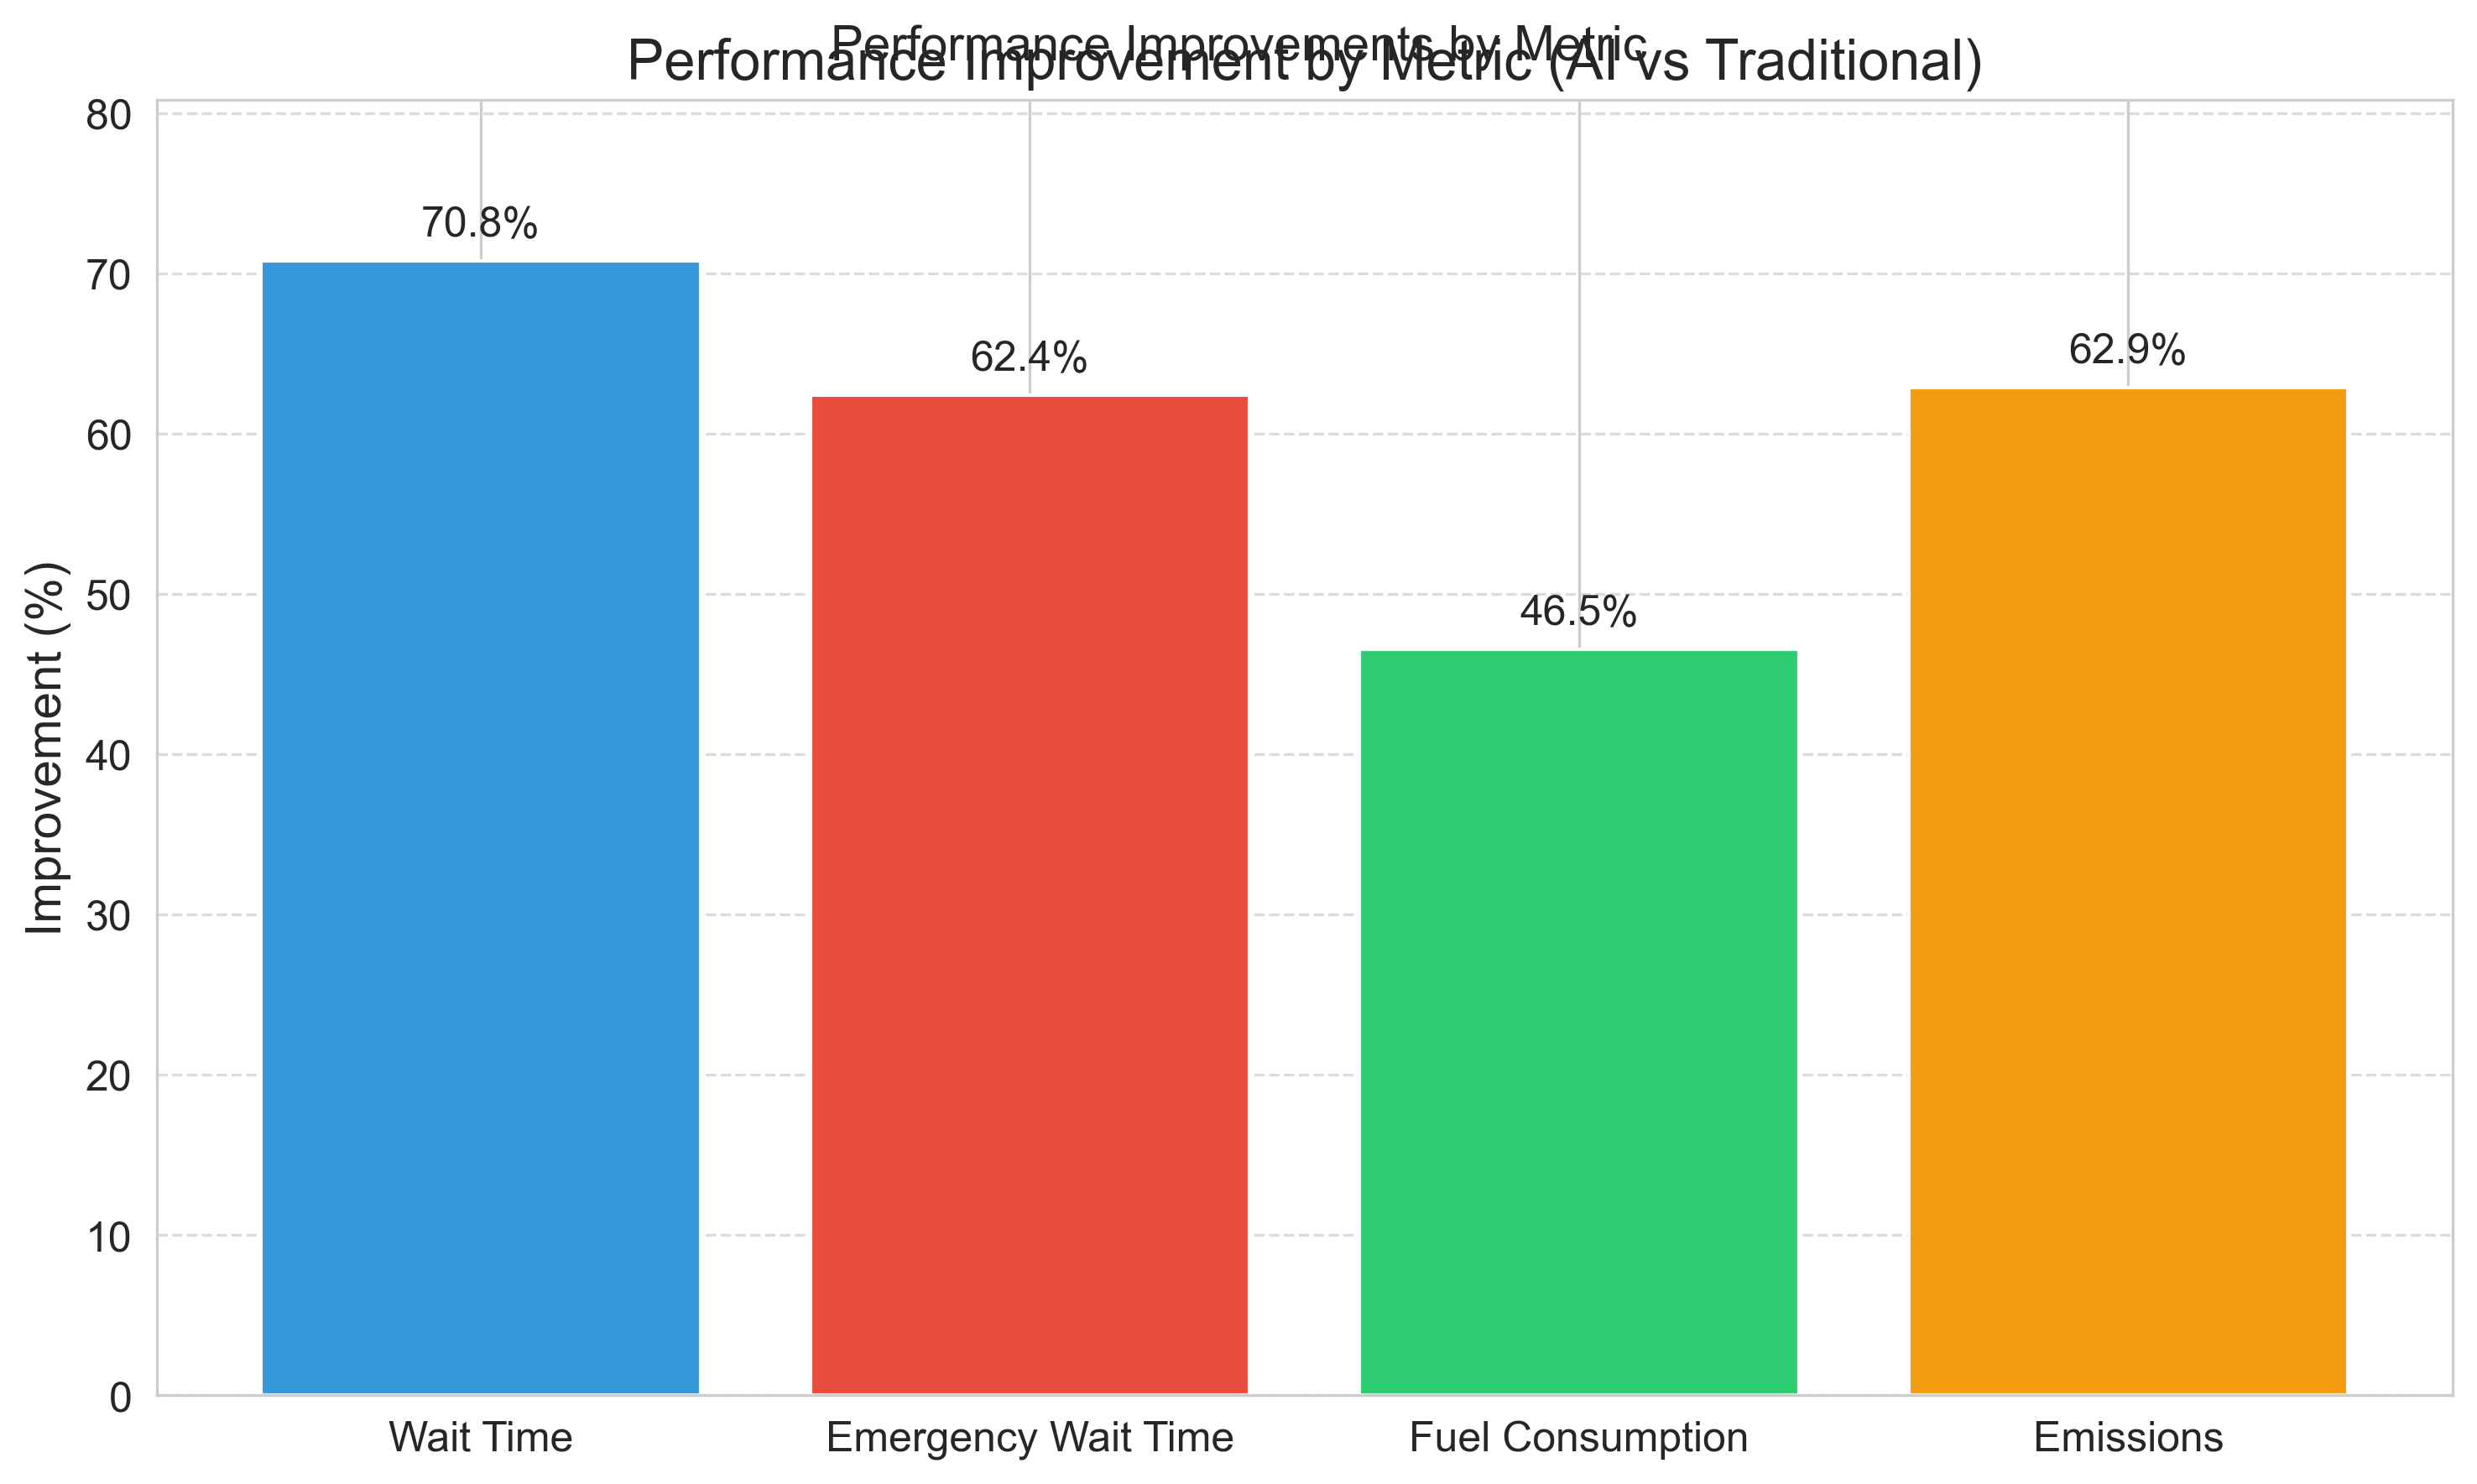 Performance Improvements by Metric
Performance Improvement by Metric (AI vs Traditional)
80
70
60
50
40
30
20
10
0
Improvement (%)
70.8%
62.4%
46.5%
62.9%
Wait Time
Emergency Wait Time
Fuel Consumption
Emissions